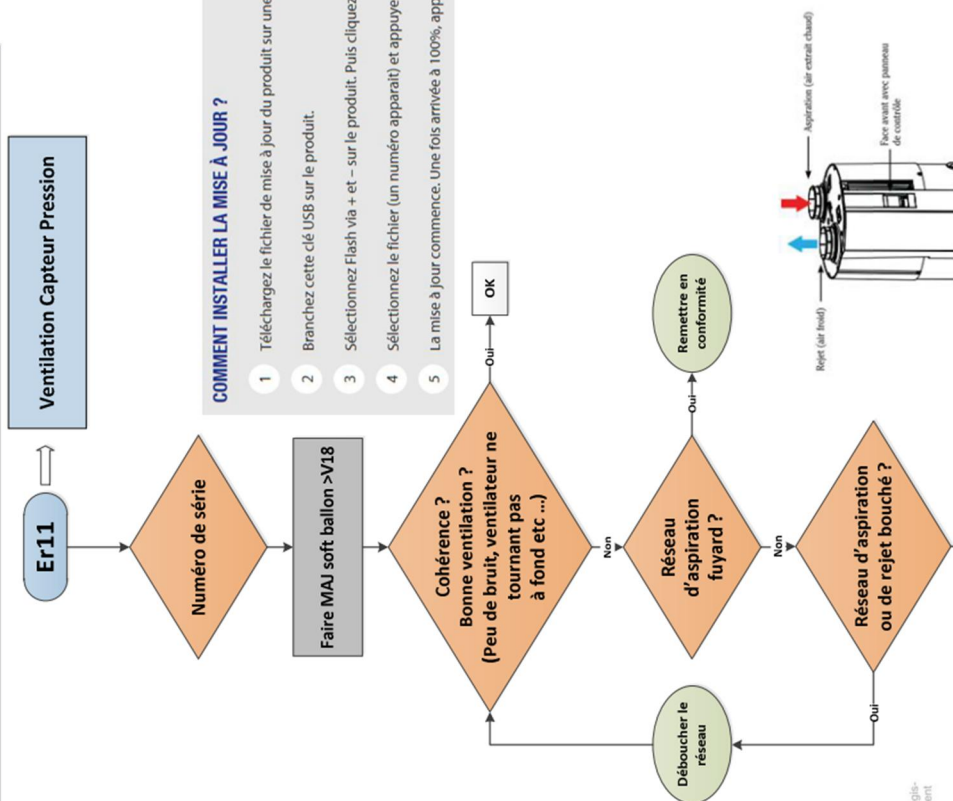 Er11
Ventilation Capteur Pression
Numéro de série
Faire MAJ soft ballon >V18
Cohérence ?
Bonne ventilation ?
(Peu de bruit, ventilateur ne
tournant pas
à fond etc ...)
Oui
OK
Non
Réseau
d'aspiration
fuyard ?
Oui
Remettre en
conformité
Non
Réseau d'aspiration
ou de rejet bouché ?
Oui
Déboucher le
réseau
COMMENT INSTALLER LA MISE À JOUR ?
1 Téléchargez le fichier de mise à jour du produit sur une
2 Branchez cette clé USB sur le produit.
3 Sélectionnez Flash via + et – sur le produit. Puis cliquez
4 Sélectionnez le fichier (un numéro apparait) et appuye
5 La mise à jour commence. Une fois arrivée à 100%, app
Rejet (air froid)
Aspiration (air extrait chaud)
Face avant avec panneau
de contrôle
gis-
ent